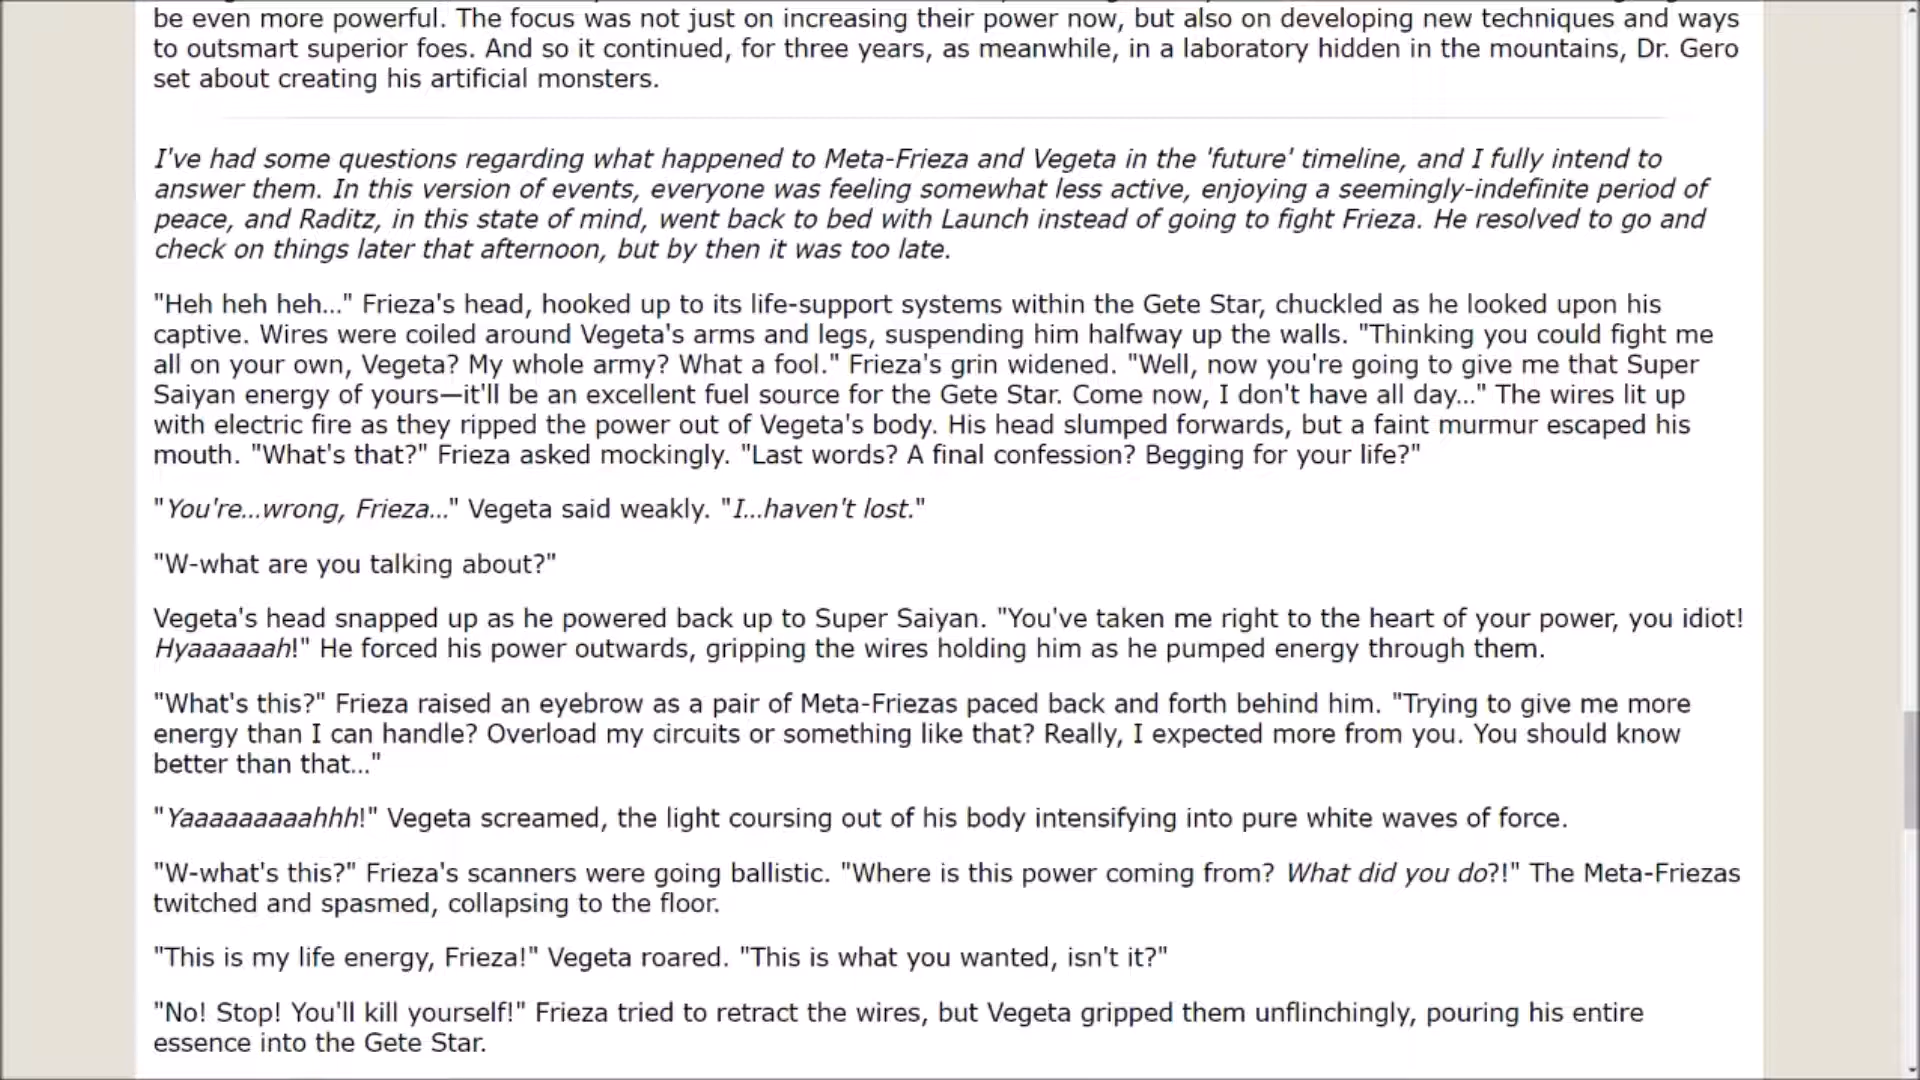 be even more powerful. The focus was not just on increasing their power now, but also on developing new techniques and ways
to outsmart superior foes. And so it continued, for three years, as meanwhile, in a laboratory hidden in the mountains, Dr. Gero
set about creating his artificial monsters.
I've had some questions regarding what happened to Meta-Frieza and Vegeta in the 'future' timeline, and I fully intend to
answer them. In this version of events, everyone was feeling somewhat less active, enjoying a seemingly-indefinite period of
peace, and Raditz, in this state of mind, went back to bed with Launch instead of going to fight Frieza. He resolved to go and
check on things later that afternoon, but by then it was too late.
"Heh heh heh..." Frieza's head, hooked up to its life-support systems within the Gete Star, chuckled as he looked upon his
captive. Wires were coiled around Vegeta's arms and legs, suspending him halfway up the walls. "Thinking you could fight me
all on your own, Vegeta? My whole army? What a fool." Frieza's grin widened. "Well, now you're going to give me that Super
Saiyan energy of yours—it'll be an excellent fuel source for the Gete Star. Come now, I don't have all day..." The wires lit up
with electric fire as they ripped the power out of Vegeta's body. His head slumped forwards, but a faint murmur escaped his
mouth. "What's that?" Frieza asked mockingly. "Last words? A final confession? Begging for your life?"
"You're...wrong, Frieza..." Vegeta said weakly. "I...haven't lost."
"W-what are you talking about?"
Vegeta's head snapped up as he powered back up to Super Saiyan. "You've taken me right to the heart of your power, you idiot!
Hyaaaaaah!" He forced his power outwards, gripping the wires holding him as he pumped energy through them.
"What's this?" Frieza raised an eyebrow as a pair of Meta-Friezas paced back and forth behind him. "Trying to give me more
energy than I can handle? Overload my circuits or something like that? Really, I expected more from you. You should know
better than that..."
"Yaaaaaaaaahhh!" Vegeta screamed, the light coursing out of his body intensifying into pure white waves of force.
"W-what's this?" Frieza's scanners were going ballistic. "Where is this power coming from? What did you do?!" The Meta-Friezas
twitched and spasmed, collapsing to the floor.
"This is my life energy, Frieza!" Vegeta roared. "This is what you wanted, isn't it?"
"No! Stop! You'll kill yourself!" Frieza tried to retract the wires, but Vegeta gripped them unflinchingly, pouring his entire
essence into the Gete Star.